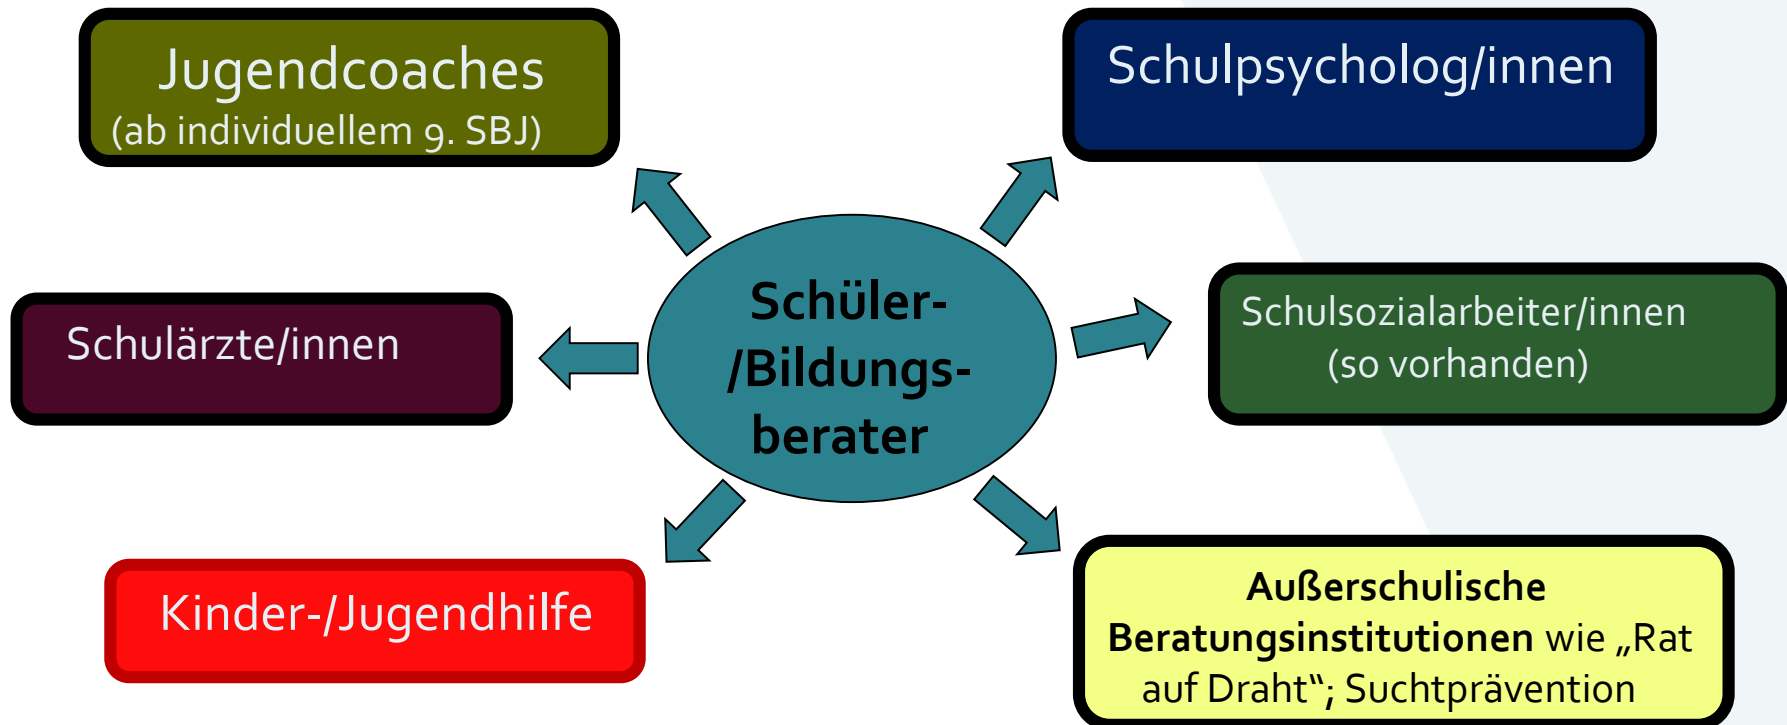 Jugendcoaches
(ab individuellem 9. SBJ)
Schulpsycholog/innen
Schulärzte/innen
Schüler-
/Bildungs-
berater
Schulsozialarbeiter/innen
(so vorhanden)
Kinder-/Jugendhilfe
Außerschulische
Beratungsinstitutionen wie „Rat
auf Draht“; Suchtprävention